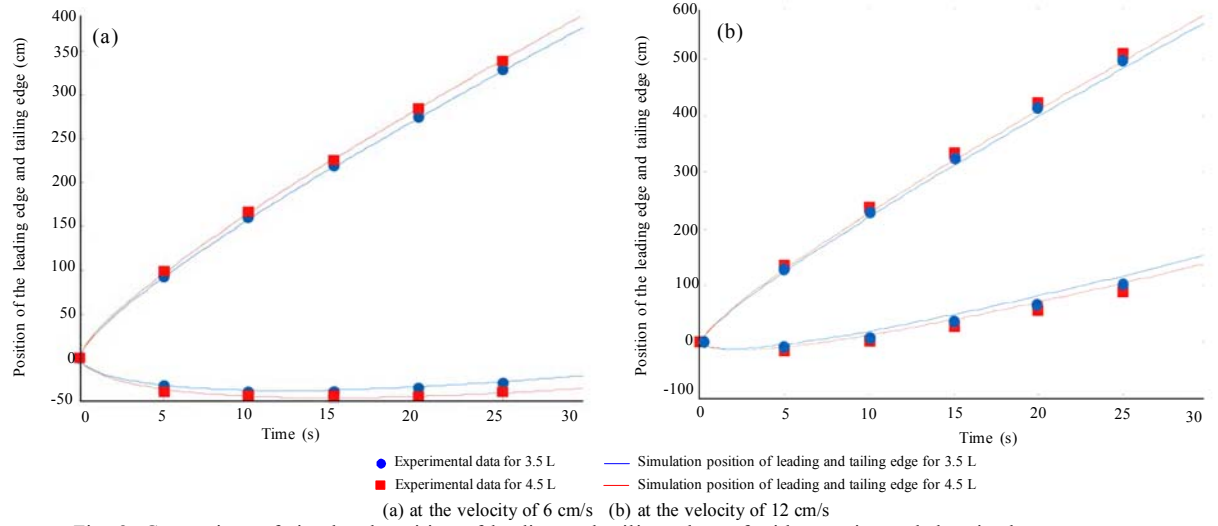 (a)
Position of the leading edge and tailing edge (cm)
400
350
300
250
200
150
100
50
0
-50
0 5 10 15 20 25 30
Time (s)
(b)
Position of the leading edge and tailing edge (cm)
600
500
400
300
200
100
0
-100
0 5 10 15 20 25 30
Time (s)
Experimental data for 3.5 L
Simulation position of leading and tailing edge for 3.5 L
Experimental data for 4.5 L
Simulation position of leading and tailing edge for 4.5 L
(a) at the velocity of 6 cm/s (b) at the velocity of 12 cm/s